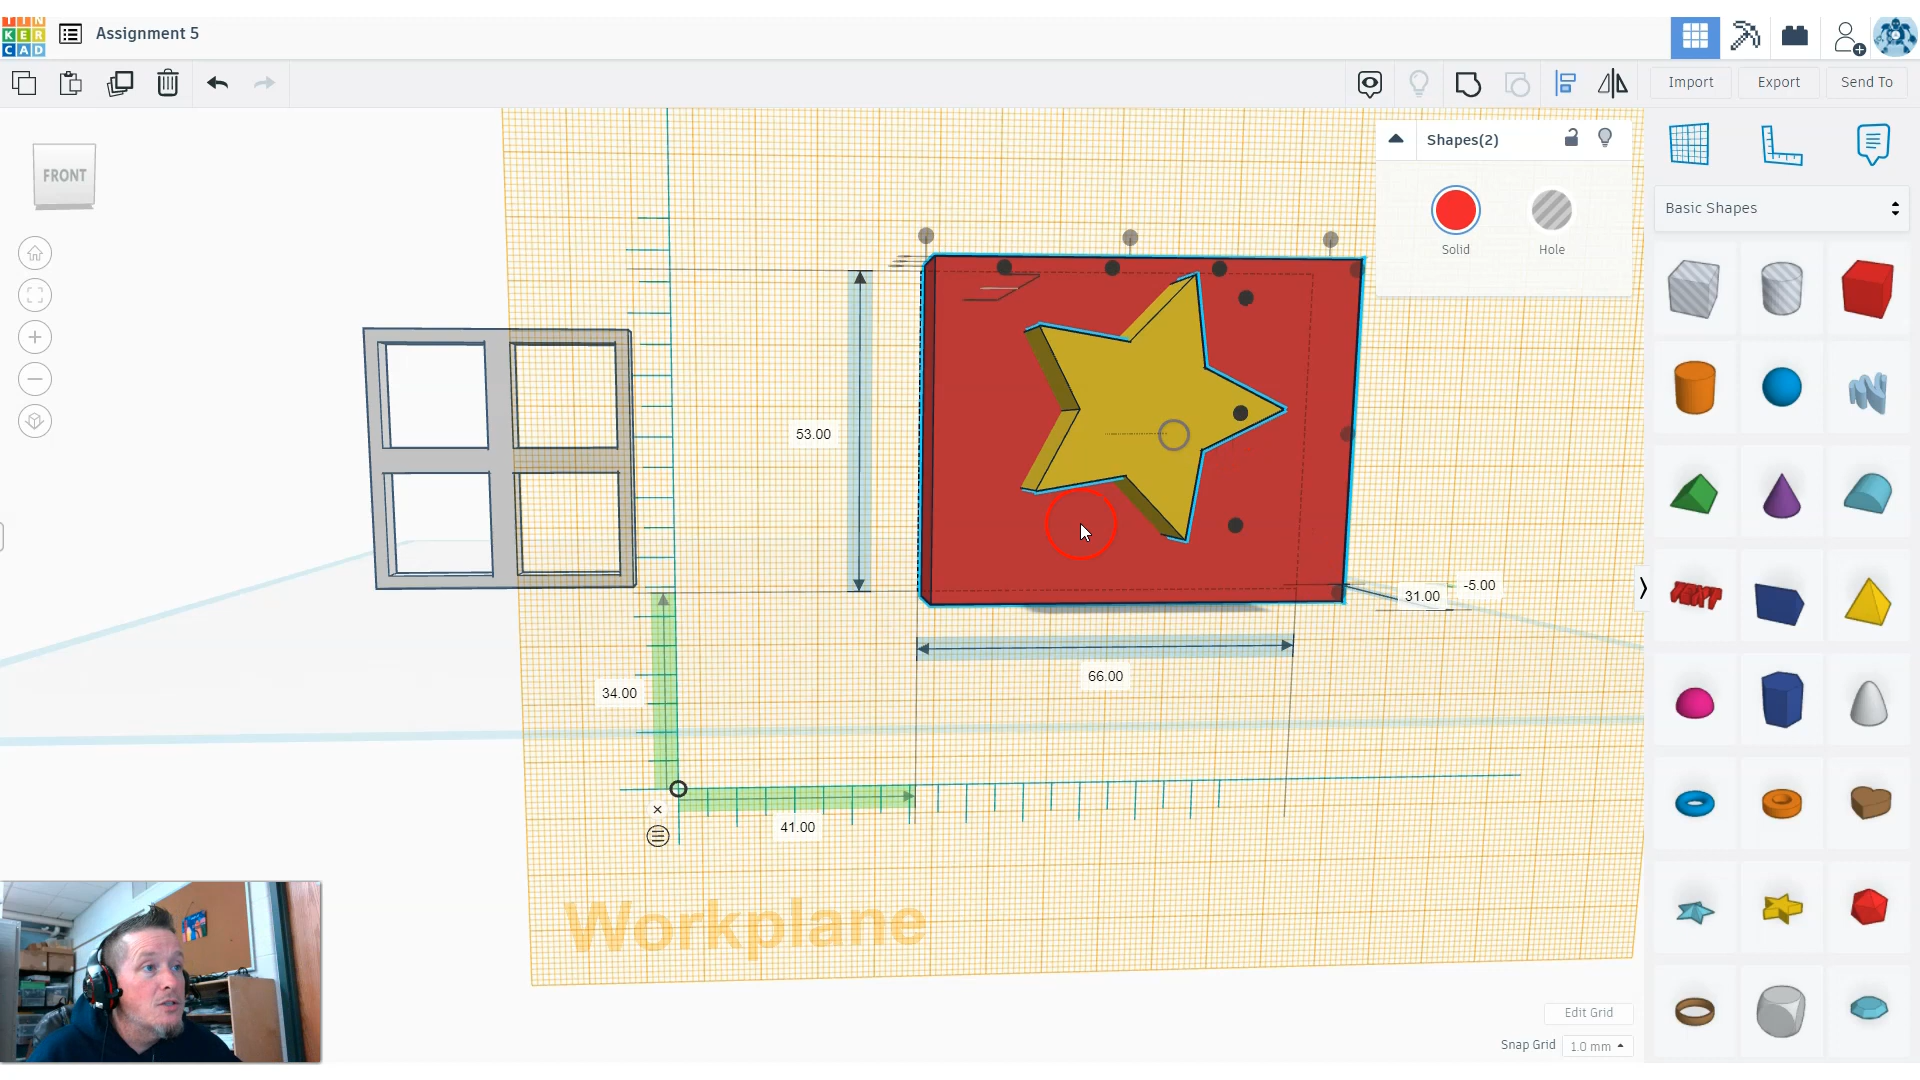 TIN
KER
CAD
Assignment 5
Import
Export
Send To
FRONT
Shapes(2)
Solid
Hole
Basic Shapes
53.00
66.00
31.00
-5.00
34.00
41.00
TEXT
Workplane
Edit Grid
Snap Grid
1.0 mm